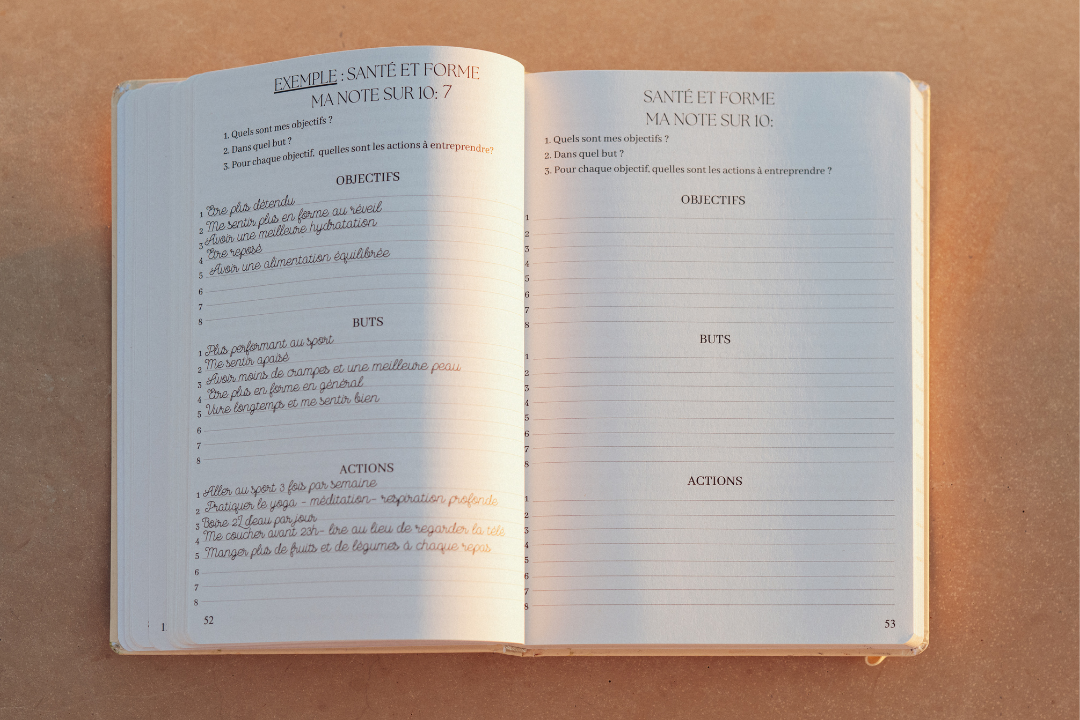 EXEMPLE : SANTÉ ET FORME
MA NOTE SUR 10: 7
1. Quels sont mes objectifs ?
2. Dans quel but ?
3. Pour chaque objectif, quelles sont les actions à entreprendre?
OBJECTIFS
1 Être plus détendu
2 Me sentir plus en forme au réveil
3 Avoir une meilleure hydratation
4 Être reposé
5 Avoir une alimentation équilibrée
6
7
8
BUTS
1 Plus performant au sport
2 Me sentir apaisé
3 Avoir moins de crampes et une meilleure peau
4 Être plus en forme en général
5 Vivre longtemps et me sentir bien
6
7
8
ACTIONS
1 Aller au sport 3 fois par semaine
2 Pratiquer le yoga - méditation- respiration profonde
3 Boire 2L d'eau par jour
4 Me coucher avant 23h- lire au lieu de regarder la télé
5 Manger plus de fruits et de légumes à chaque repas
6
7
8
52
1
SANTÉ ET FORME
MA NOTE SUR 10:
1. Quels sont mes objectifs ?
2. Dans quel but ?
3. Pour chaque objectif, quelles sont les actions à entreprendre ?
OBJECTIFS
1
2
3
4
5
6
7
8
BUTS
1
2
3
4
5
6
7
8
ACTIONS
1
2
3
4
5
6
7
8
53